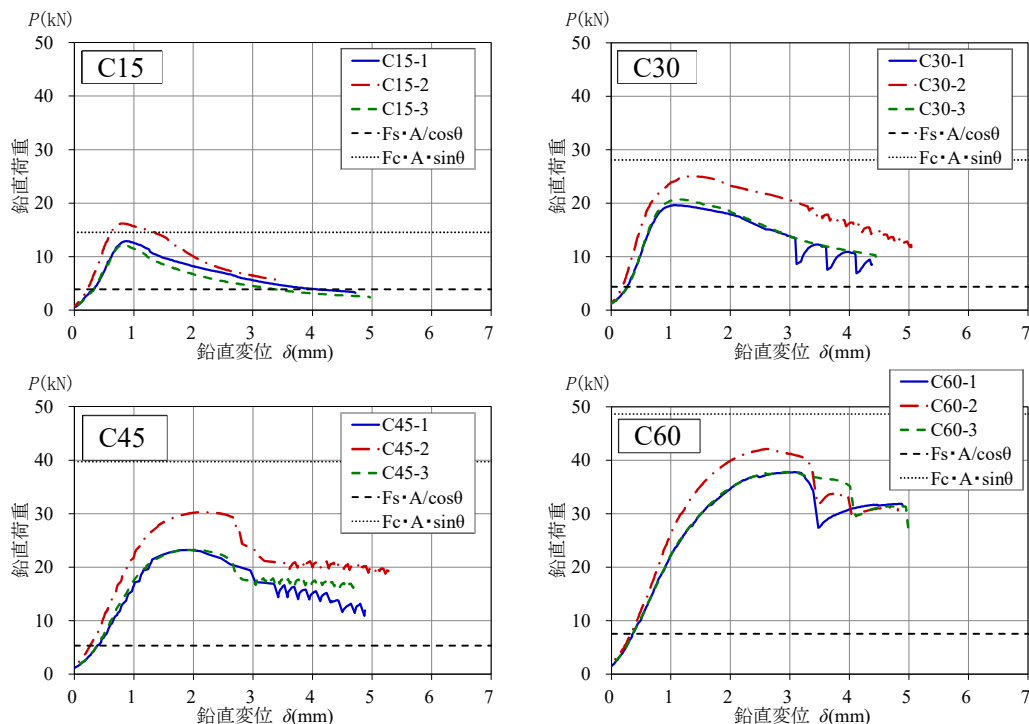 P(kN)
50
40
30
20
10
0
鉛直荷重
C15
C15-1
C15-2
C15-3
Fs・A/cosθ
Fc・A・sinθ
0 1 2 3 4 5 6 7
鉛直変位 δ(mm)
P(kN)
50
40
30
20
10
0
鉛直荷重
C30
C30-1
C30-2
C30-3
Fs・A/cosθ
Fc・A・sinθ
0 1 2 3 4 5 6 7
鉛直変位 δ(mm)
P(kN)
50
40
30
20
10
0
鉛直荷重
C45
C45-1
C45-2
C45-3
Fs・A/cosθ
Fc・A・sinθ
0 1 2 3 4 5 6 7
鉛直変位 δ(mm)
P(kN)
50
40
30
20
10
0
鉛直荷重
C60
C60-1
C60-2
C60-3
Fs・A/cosθ
Fc・A・sinθ
0 1 2 3 4 5 6 7
鉛直変位 δ(mm)